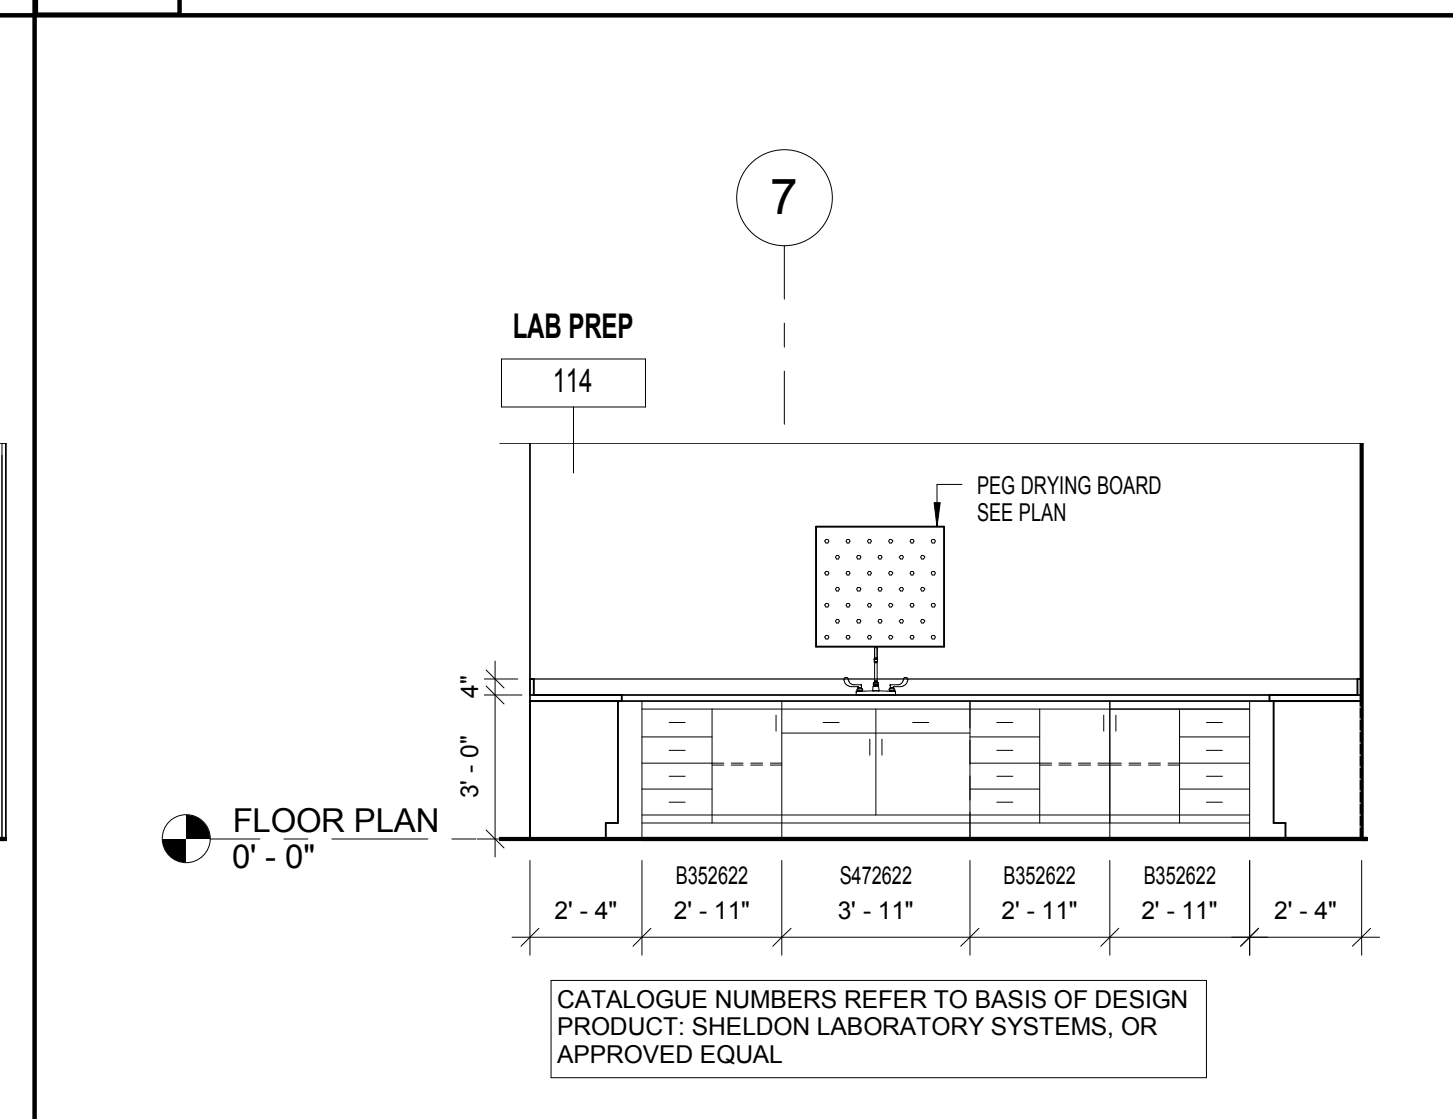 7
LAB PREP
114
PEG DRYING BOARD
SEE PLAN
4"
3' - 0"
FLOOR PLAN
0' - 0"
B352622 S472622 B352622 B352622
2' - 4" 2' - 11" 3' - 11" 2' - 11" 2' - 11" 2' - 4"
CATALOGUE NUMBERS REFER TO BASIS OF DESIGN
PRODUCT: SHELDON LABORATORY SYSTEMS, OR
APPROVED EQUAL